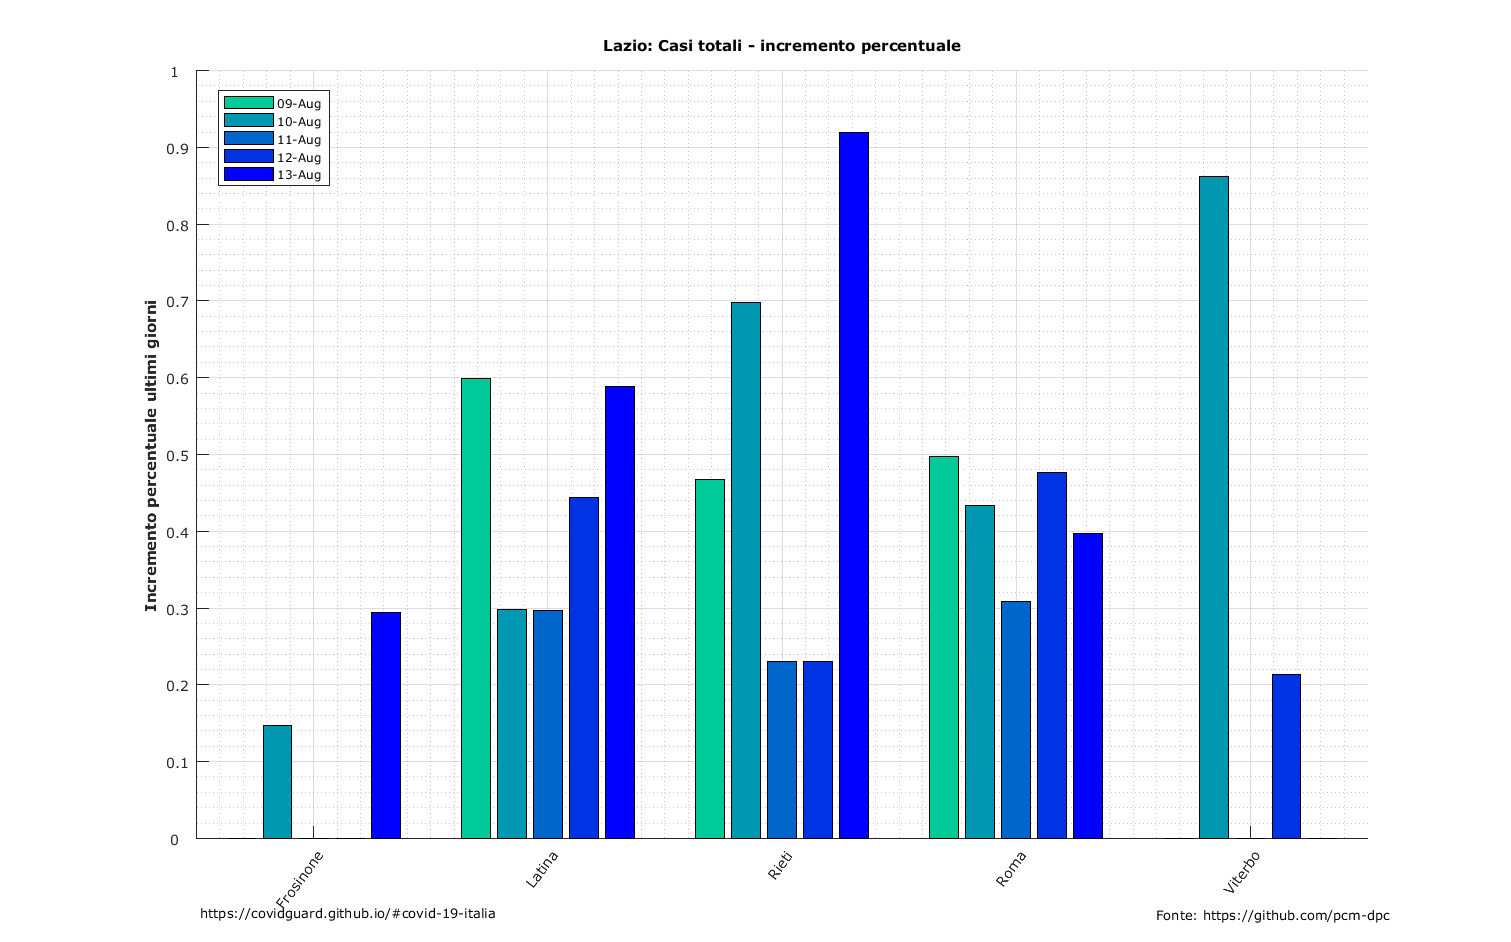 Lazio: Casi totali - incremento percentuale
1
0.9
0.8
0.7
0.6
0.5
0.4
0.3
0.2
0.1
0
Incremento percentuale ultimi giorni
09-Aug
10-Aug
11-Aug
12-Aug
13-Aug
Frosinone
Latina
Rieti
Roma
Viterbo
https://covidguard.github.io/#covid-19-italia
Fonte: https://github.com/pcm-dpc